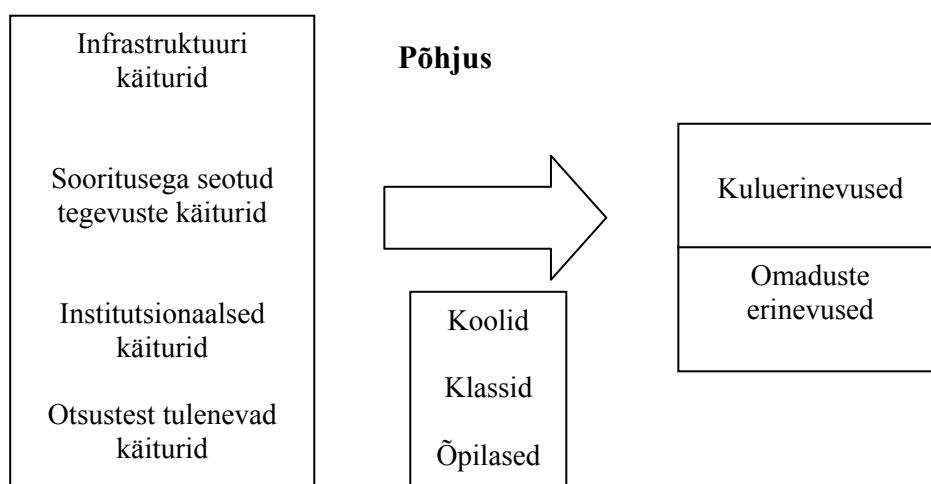 Infrastruktuuri
käiturid
Sooritusega seotud
tegevuste käiturid
Institutsionaalsed
käiturid
Otsustest tulenevad
käiturid
Põhjus
Koolid
Klassid
Õpilased
Kuluerinevused
Omaduste
erinevused